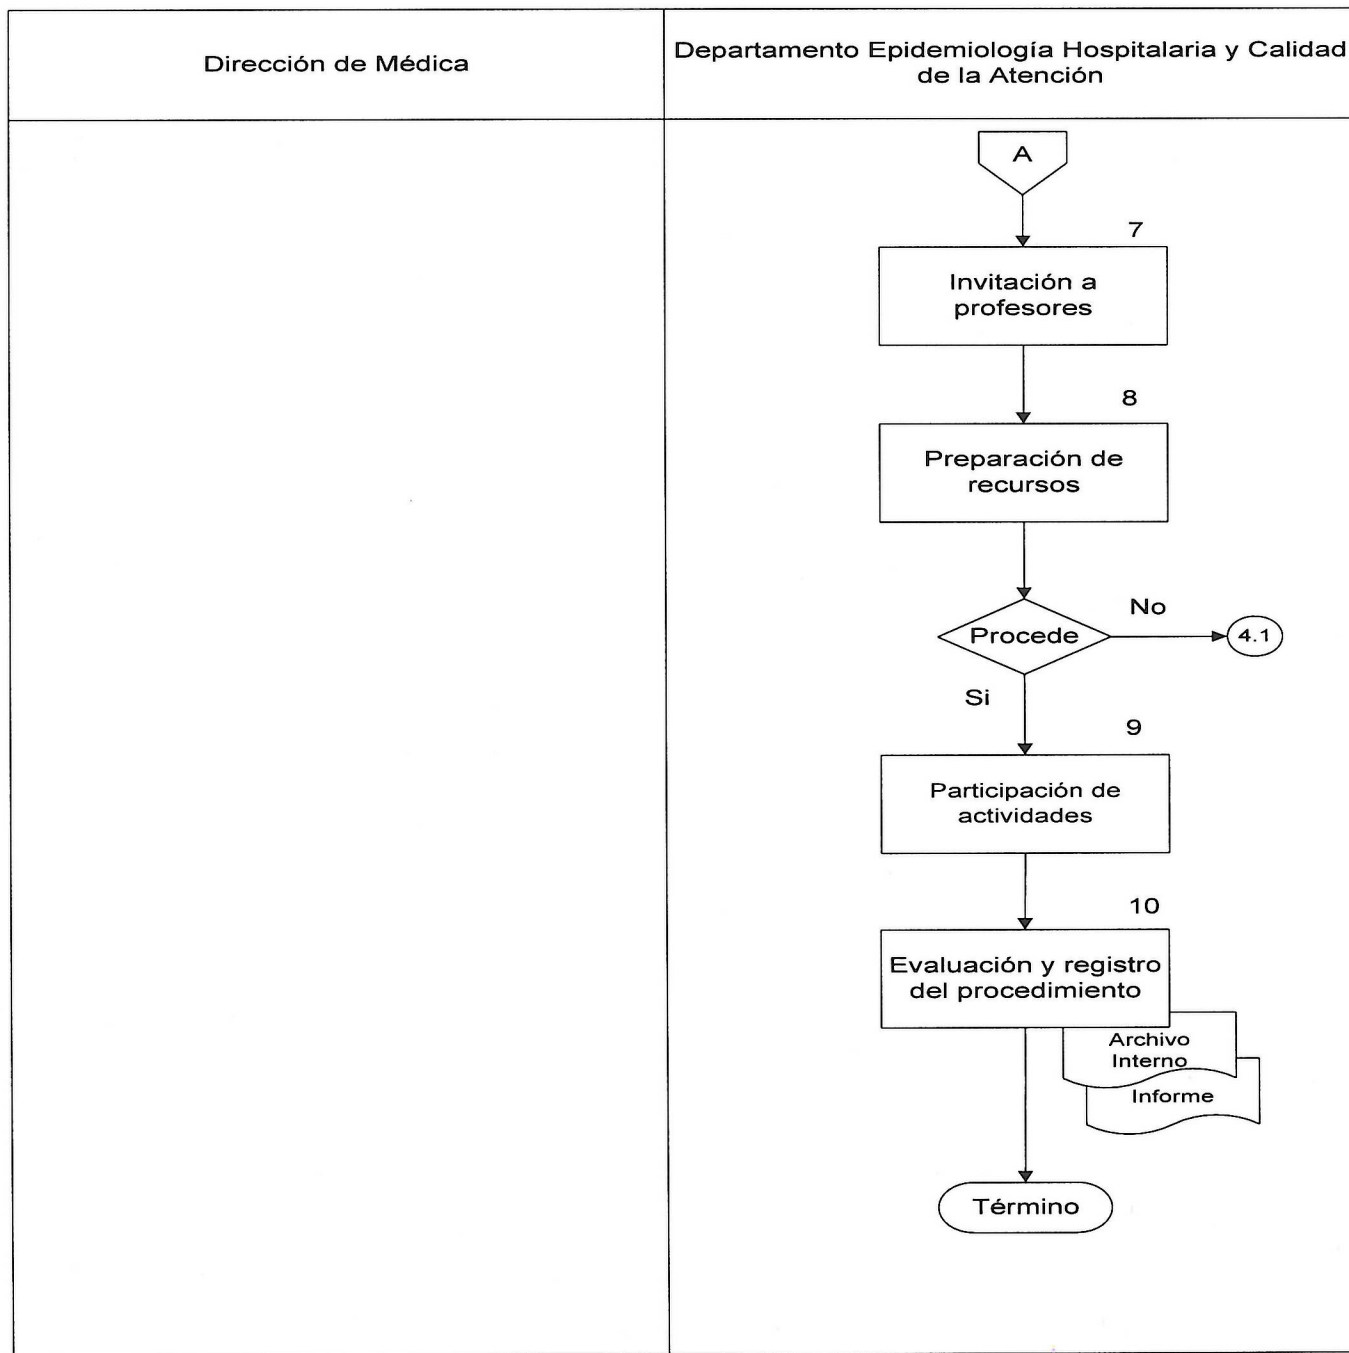 Dirección de Médica
Departamento Epidemiología Hospitalaria y Calidad
de la Atención
A
7
Invitación a
profesores
8
Preparación de
recursos
Procede
No
4.1
Si
9
Participación de
actividades
10
Evaluación y registro
del procedimiento
Archivo
Interno
Informe
Término